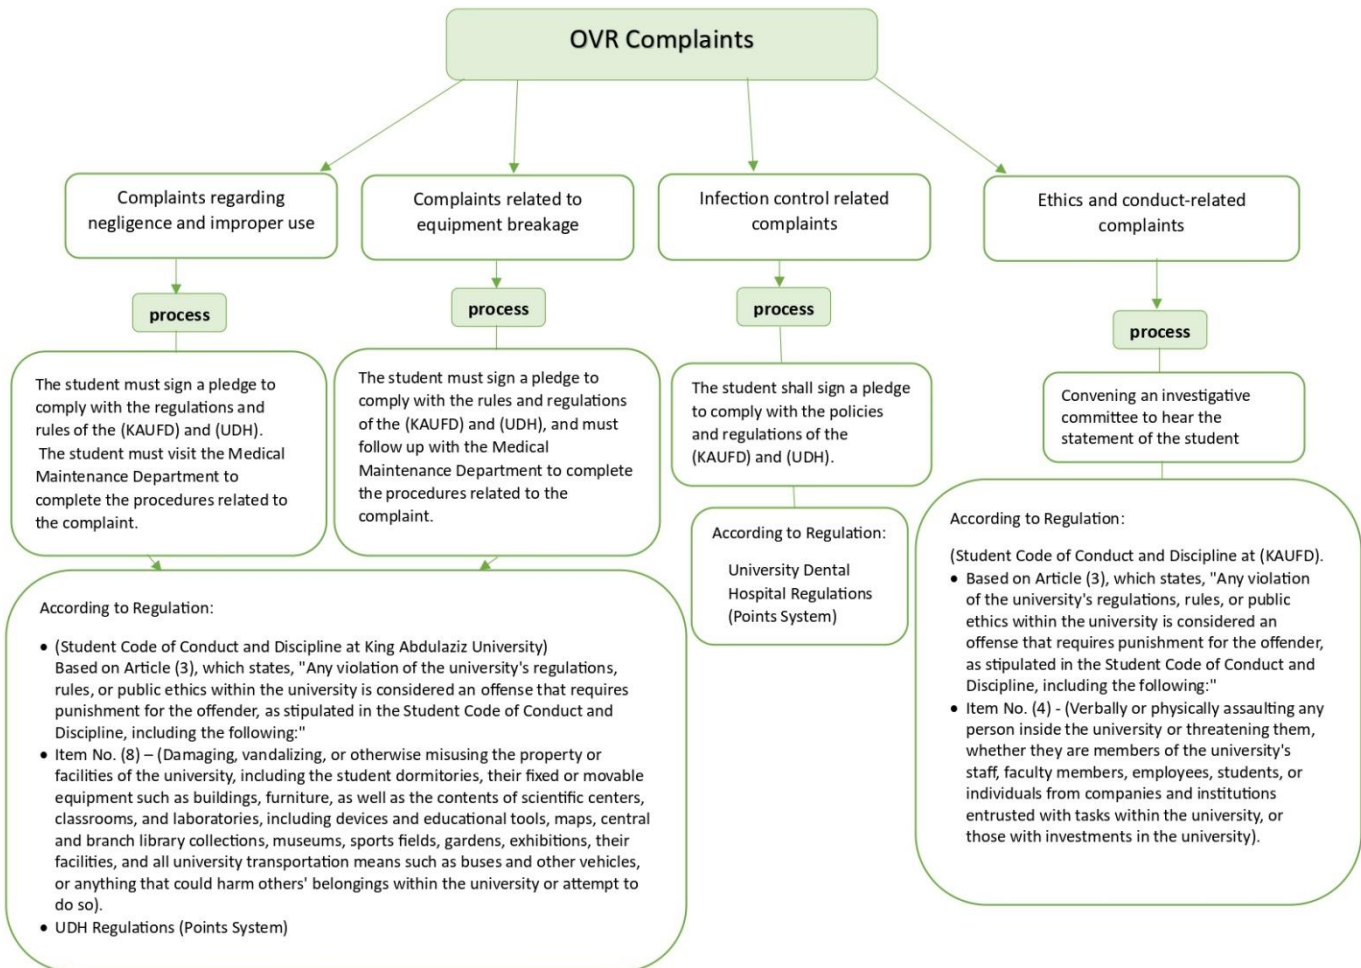 OVR Complaints
Complaints regarding
negligence and improper use
process
The student must sign a pledge to
comply with the regulations and
rules of the (KAUFD) and (UDH).
The student must visit the Medical
Maintenance Department to
complete the procedures related to
the complaint.
Complaints related to
equipment breakage
process
The student must sign a pledge to
comply with the rules and regulations
of the (KAUFD) and (UDH), and must
follow up with the Medical
Maintenance Department to complete
the procedures related to the
complaint.
According to Regulation:
• (Student Code of Conduct and Discipline at King Abdulaziz University)
Based on Article (3), which states, "Any violation of the university's regulations,
rules, or public ethics within the university is considered an offense that requires
punishment for the offender, as stipulated in the Student Code of Conduct and
Discipline, including the following:"
• Item No. (8) – (Damaging, vandalizing, or otherwise misusing the property or
facilities of the university, including the student dormitories, their fixed or movable
equipment such as buildings, furniture, as well as the contents of scientific centers,
classrooms, and laboratories, including devices and educational tools, maps, central
and branch library collections, museums, sports fields, gardens, exhibitions, their
facilities, and all university transportation means such as buses and other vehicles,
or anything that could harm others' belongings within the university or attempt to
do so).
• UDH Regulations (Points System)
Infection control related
complaints
process
The student shall sign a pledge
to comply with the policies
and regulations of the
(KAUFD) and (UDH).
According to Regulation:
University Dental
Hospital Regulations
(Points System)
Ethics and conduct-related
complaints
process
Convening an investigative
committee to hear the
statement of the student
According to Regulation:
(Student Code of Conduct and Discipline at (KAUFD).
• Based on Article (3), which states, "Any violation
of the university's regulations, rules, or public
ethics within the university is considered an
offense that requires punishment for the offender,
as stipulated in the Student Code of Conduct and
Discipline, including the following:"
• Item No. (4) - (Verbally or physically assaulting any
person inside the university or threatening them,
whether they are members of the university's
staff, faculty members, employees, students, or
individuals from companies and institutions
entrusted with tasks within the university, or
those with investments in the university).